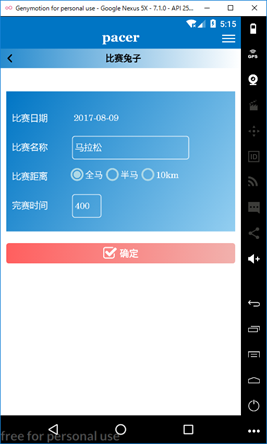 Genymotion for personal use - Google Nexus 5X - 7.1.0 - API 25...
5:15
pacer
比赛兔子
比赛日期 2017-08-09
比赛名称 马拉松
比赛距离 全马 半马 10km
完赛时间 400
确定
GPS
ID
free for personal use